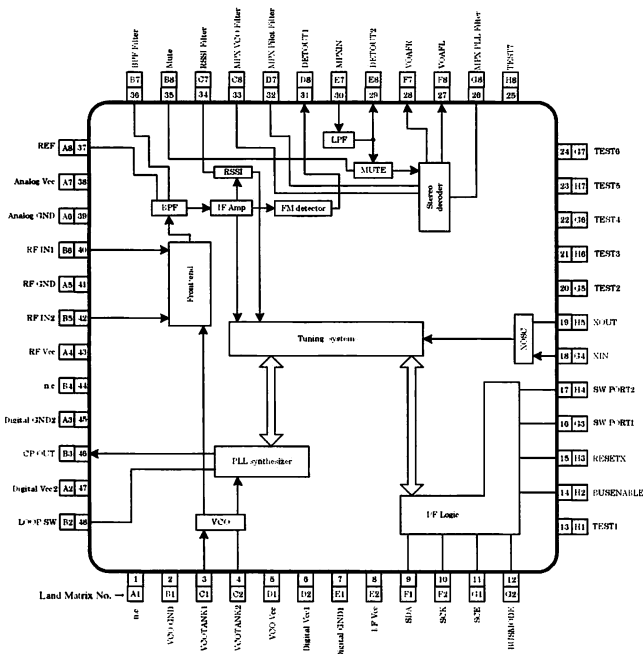 BPF Filter
Mute
RSSI Filter
MPX VCO Filter
MPX Pilot Filter
DETOUT1
MPXIN
DETOUT2
VOAFR
VOAFL
MPX PLL Filter
TEST7
B7 B8 C7 C8 D7 D8 E7 E8 F7 F8 G8 H8
36 35 34 33 32 31 30 29 28 27 26 25
REF A8 37
Analog Vcc A7 38
Analog GND A6 39
RF IN1 B6 40
RF GND A5 41
RF IN2 B5 42
RF Vcc A4 43
n.c B4 44
Digital GND2 A3 45
CP OUT B3 46
Digital Vcc2 A2 47
LOOP SW B2 48
LPF
RSSI
MUTE
BPF
IF Amp
FM detector
Stereo decoder
Front-end
Tuning system
XOSC
PLL synthesizer
VCO
I/F Logic
24 G7 TEST6
23 H7 TEST5
22 G6 TEST4
21 H6 TEST3
20 G5 TEST2
19 H5 XOUT
18 G4 XIN
17 H4 SW PORT2
16 G3 SW PORT1
15 H3 RESETX
14 H2 BUSENABLE
13 H1 TEST1
1 2 3 4 5 6 7 8 9 10 11 12
Land Matrix No. → A1 B1 C1 C2 D1 D2 E1 E2 F1 F2 G1 G2
n.c
VCO GND
VCOTANK1
VCOTANK2
VCO Vcc
Digital Vcc1
Digital GND1
I/F Vcc
SDA
SCK
SCE
BUSMODE